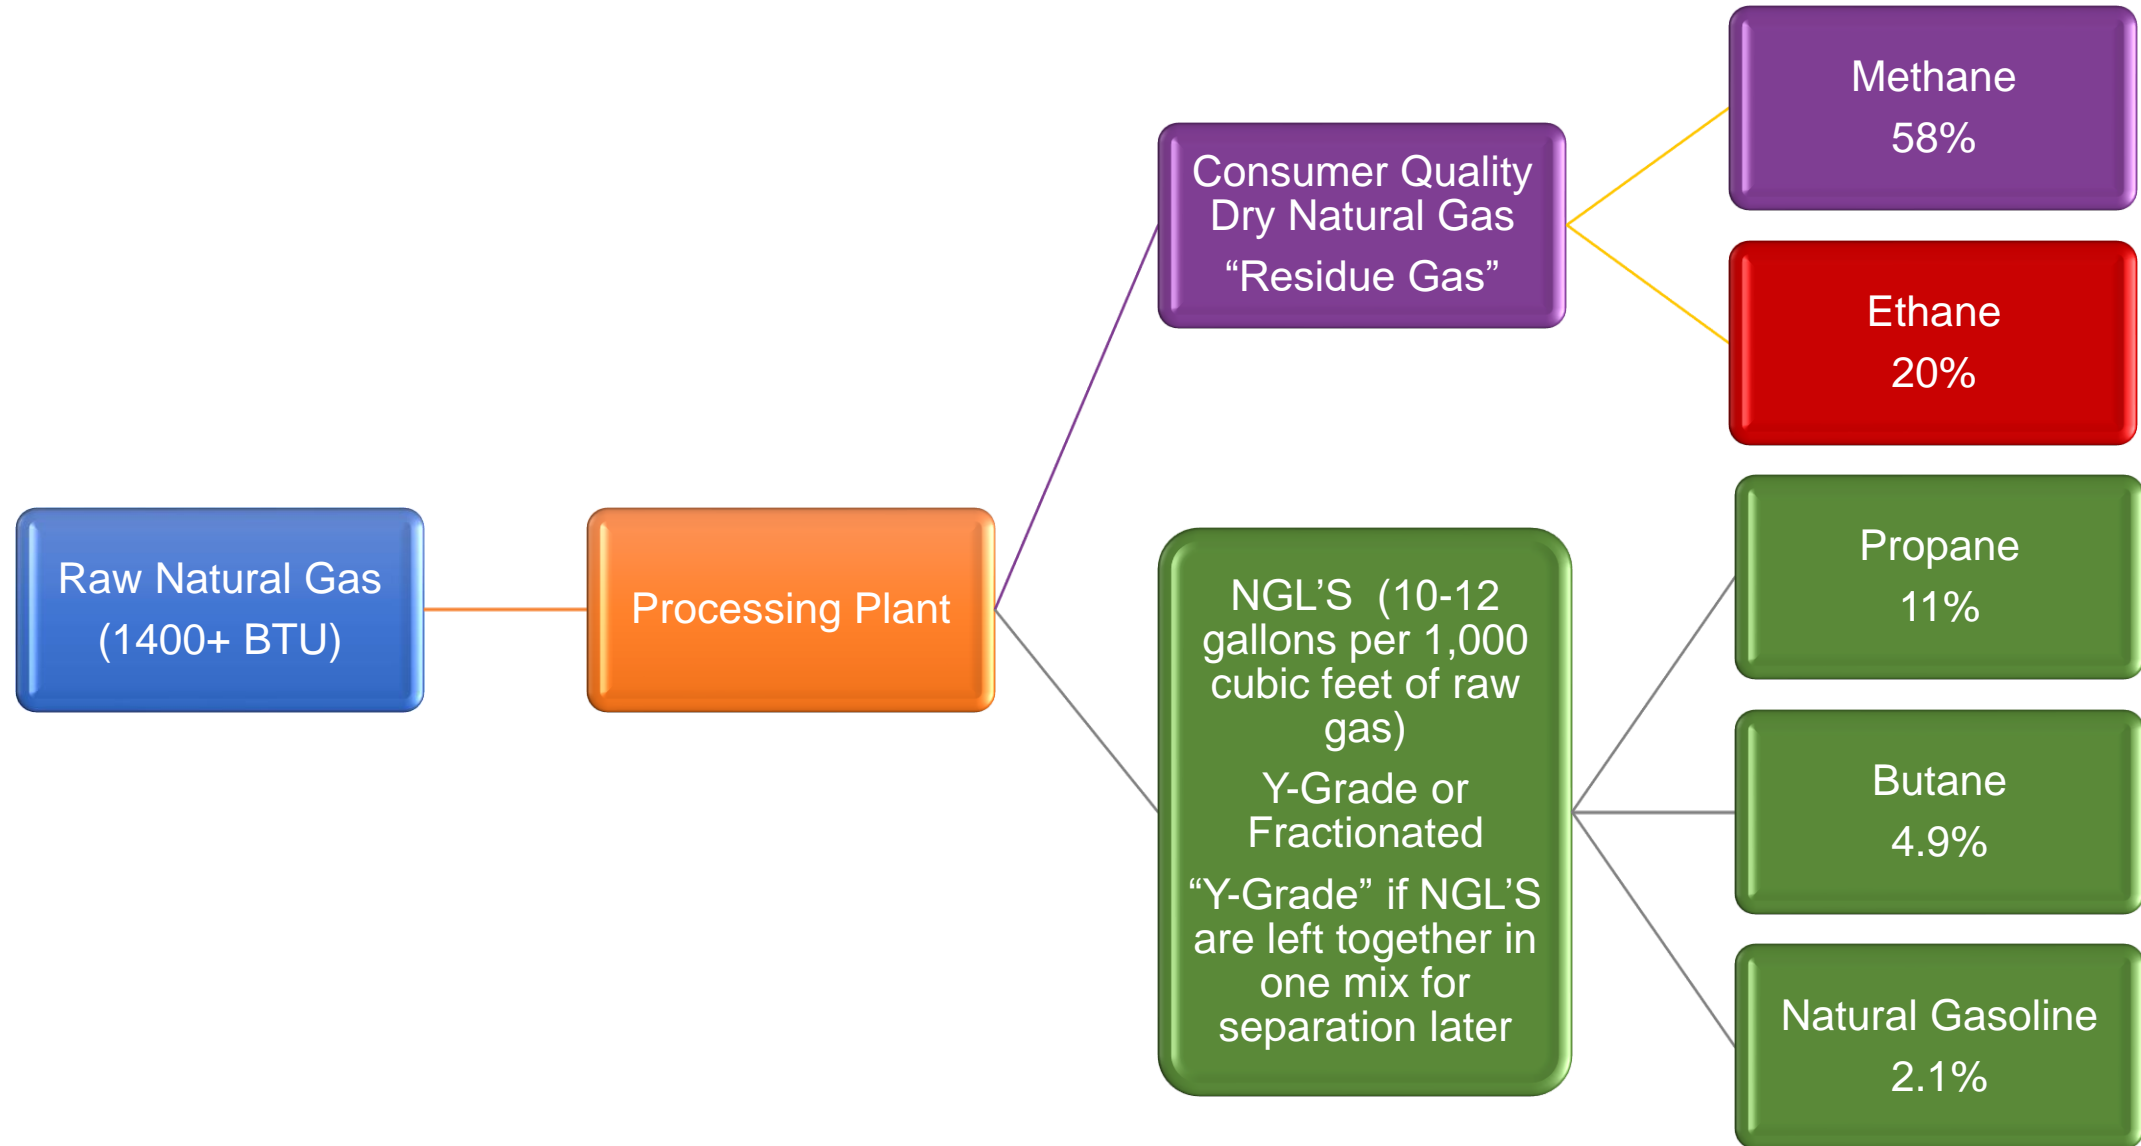 Raw Natural Gas
(1400+ BTU)
Processing Plant
Consumer Quality
Dry Natural Gas
“Residue Gas”
NGL’S  (10-12
gallons per 1,000
cubic feet of raw
gas)
Y-Grade or
Fractionated
“Y-Grade” if NGL’S
are left together in
one mix for
separation later
Methane
58%
Ethane
20%
Propane
11%
Butane
4.9%
Natural Gasoline
2.1%